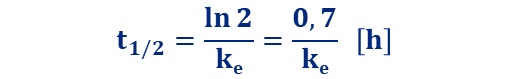 t₁/₂ = ln 2 / kₑ = 0, 7 / kₑ [h]